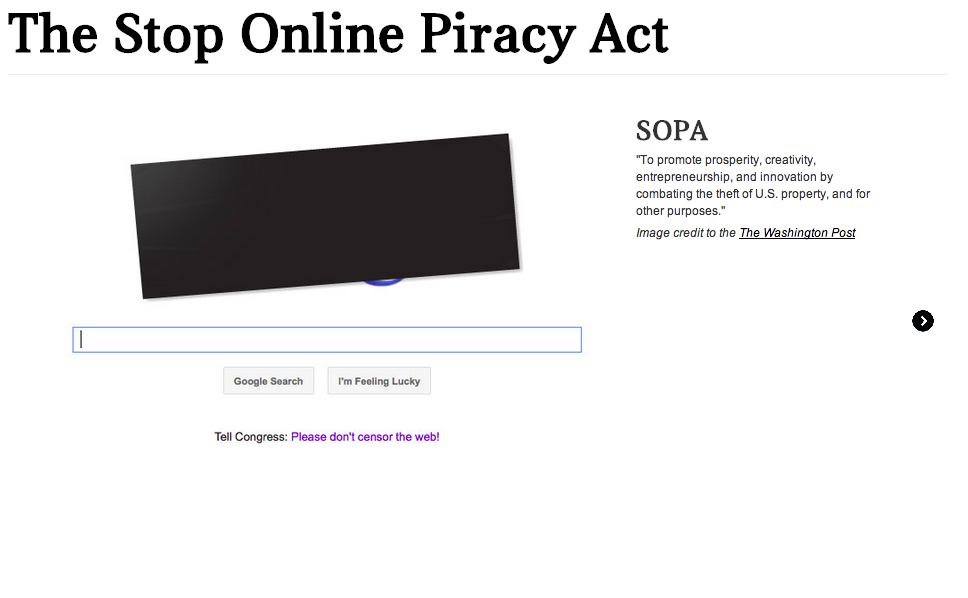 The Stop Online Piracy Act
SOPA
"To promote prosperity, creativity,
entrepreneurship, and innovation by
combating the theft of U.S. property, and for
other purposes."
Image credit to the The Washington Post
Google Search
I'm Feeling Lucky
Tell Congress: Please don't censor the web!